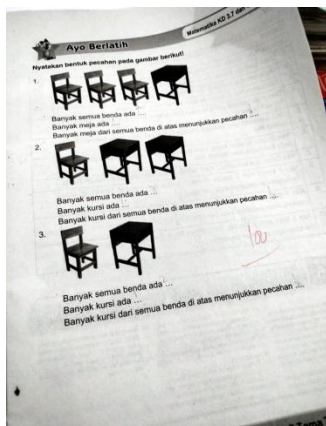 Matematika KD 3.7 dan
Ayo Berlatih
Nyatakan bentuk pecahan pada gambar berikut!
1.
Banyak semua benda ada ....
Banyak meja ada ....
Banyak meja dari semua benda di atas menunjukkan pecahan ....
2.
Banyak semua benda ada ...
Banyak kursi ada ...
Banyak kursi dari semua benda di atas menunjukkan pecahan ....
3.
Banyak semua benda ada ...
Banyak kursi ada ...
Banyak kursi dari semua benda di atas menunjukkan pecahan ....
100
Tema